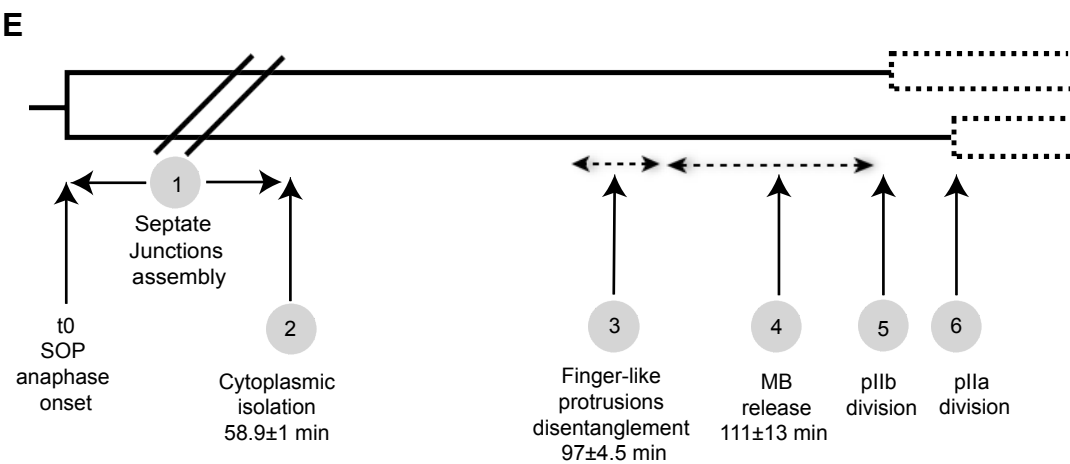 E
1
Septate
Junctions
assembly
t0
SOP
anaphase
onset
2
Cytoplasmic
isolation
58.9±1 min
3
Finger-like
protrusions
disentanglement
97±4.5 min
4
MB
release
111±13 min
5
pIIb
division
6
pIIa
division